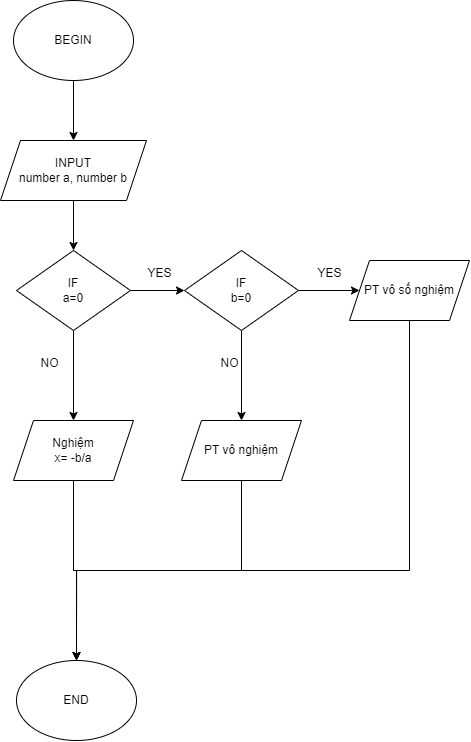 BEGIN
INPUT
number a, number b
IF
a=0
YES
IF
b=0
YES
PT vô số nghiệm
NO
NO
Nghiệm
x= -b/a
PT vô nghiệm
END